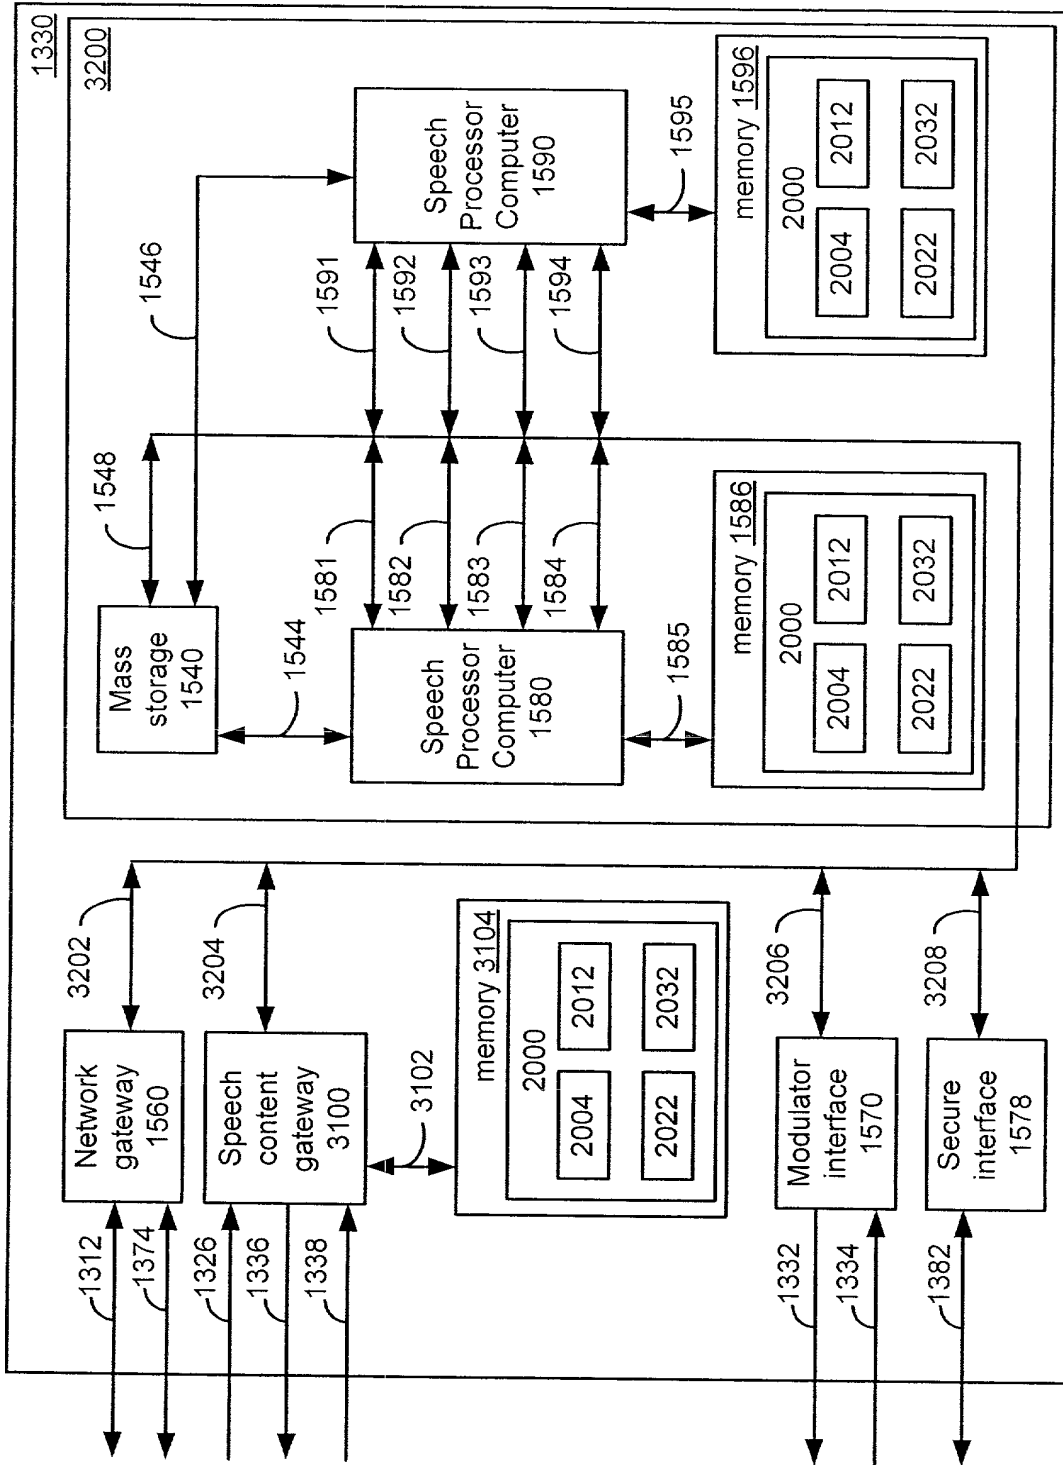 1330
3200
Mass
storage
1540
1548
1546
1544
Speech
Processor
Computer
1580
Speech
Processor
Computer
1590
1581
1582
1583
1584
1591
1592
1593
1594
1585
1595
memory 1586
2000
2004
2012
2022
2032
memory 1596
2000
2004
2012
2022
2032
1312
1374
Network
gateway
1560
3202
1326
1336
1338
Speech
content
gateway
3100
3204
3102
memory 3104
2000
2004
2012
2022
2032
1332
1334
Modulator
interface
1570
3206
1382
Secure
interface
1578
3208